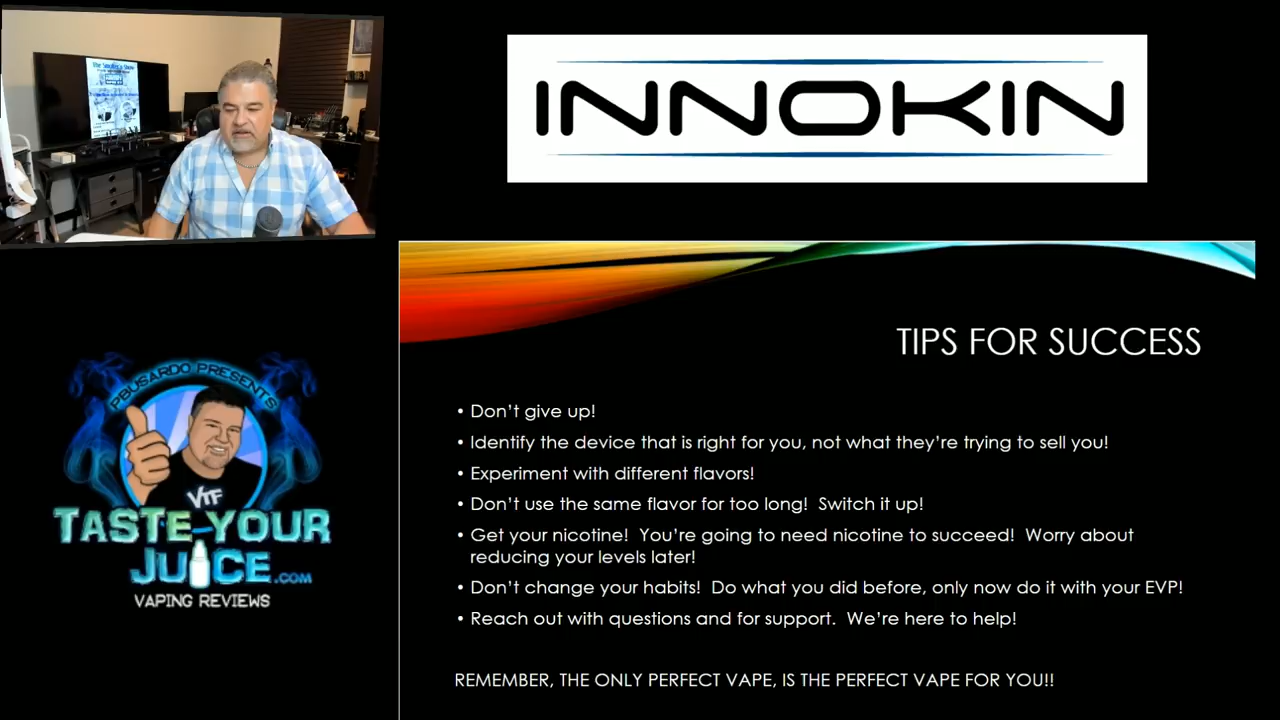 INNOKIN
TIPS FOR SUCCESS
• Don't give up!
• Identify the device that is right for you, not what they're trying to sell you!
• Experiment with different flavors!
• Don't use the same flavor for too long!  Switch it up!
• Get your nicotine!  You're going to need nicotine to succeed!  Worry about
reducing your levels later!
• Don't change your habits!  Do what you did before, only now do it with your EVP!
• Reach out with questions and for support.  We're here to help!
REMEMBER, THE ONLY PERFECT VAPE, IS THE PERFECT VAPE FOR YOU!!
PBUSARDO PRESENTS
VTF
TASTE YOUR
JUICE.COM
VAPING REVIEWS